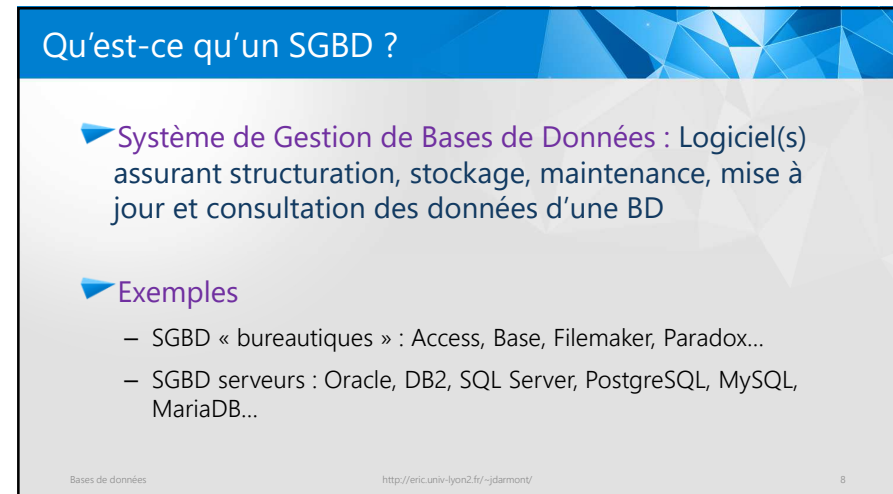 Qu’est-ce qu’un SGBD ?
Système de Gestion de Bases de Données : Logiciel(s)
assurant structuration, stockage, maintenance, mise à
jour et consultation des données d’une BD
Exemples
– SGBD « bureautiques » : Access, Base, Filemaker, Paradox…
– SGBD serveurs : Oracle, DB2, SQL Server, PostgreSQL, MySQL,
MariaDB…
Bases de données http://eric.univ-lyon2.fr/~jdarmont/ 8